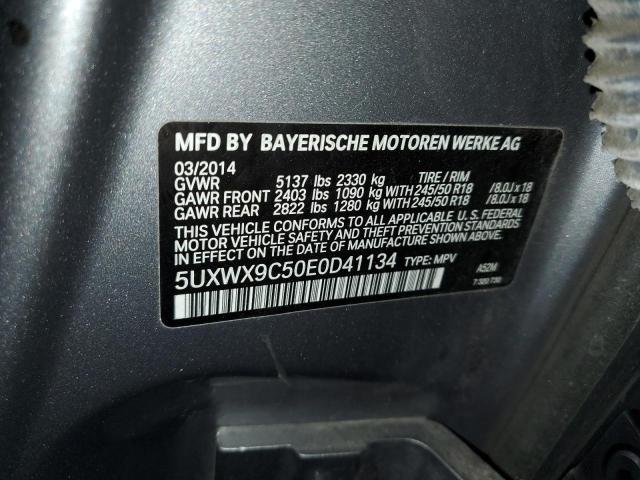 MFD BY BAYERISCHE MOTOREN WERKE AG
03/2014
GVWR 5137 lbs 2330 kg TIRE / RIM
GAWR FRONT 2403 lbs 1090 kg WITH 245/50 R18 /8.0J x 18
GAWR REAR 2822 lbs 1280 kg WITH 245/50 R18 /8.0J x 18
THIS VEHICLE CONFORMS TO ALL APPLICABLE U.S. FEDERAL
MOTOR VEHICLE SAFETY AND THEFT PREVENTION STANDARDS
IN EFFECT ON THE DATE OF MANUFACTURE SHOWN ABOVE.
5UXWX9C50E0D41134 TYPE: MPV
A52M
7 320 730